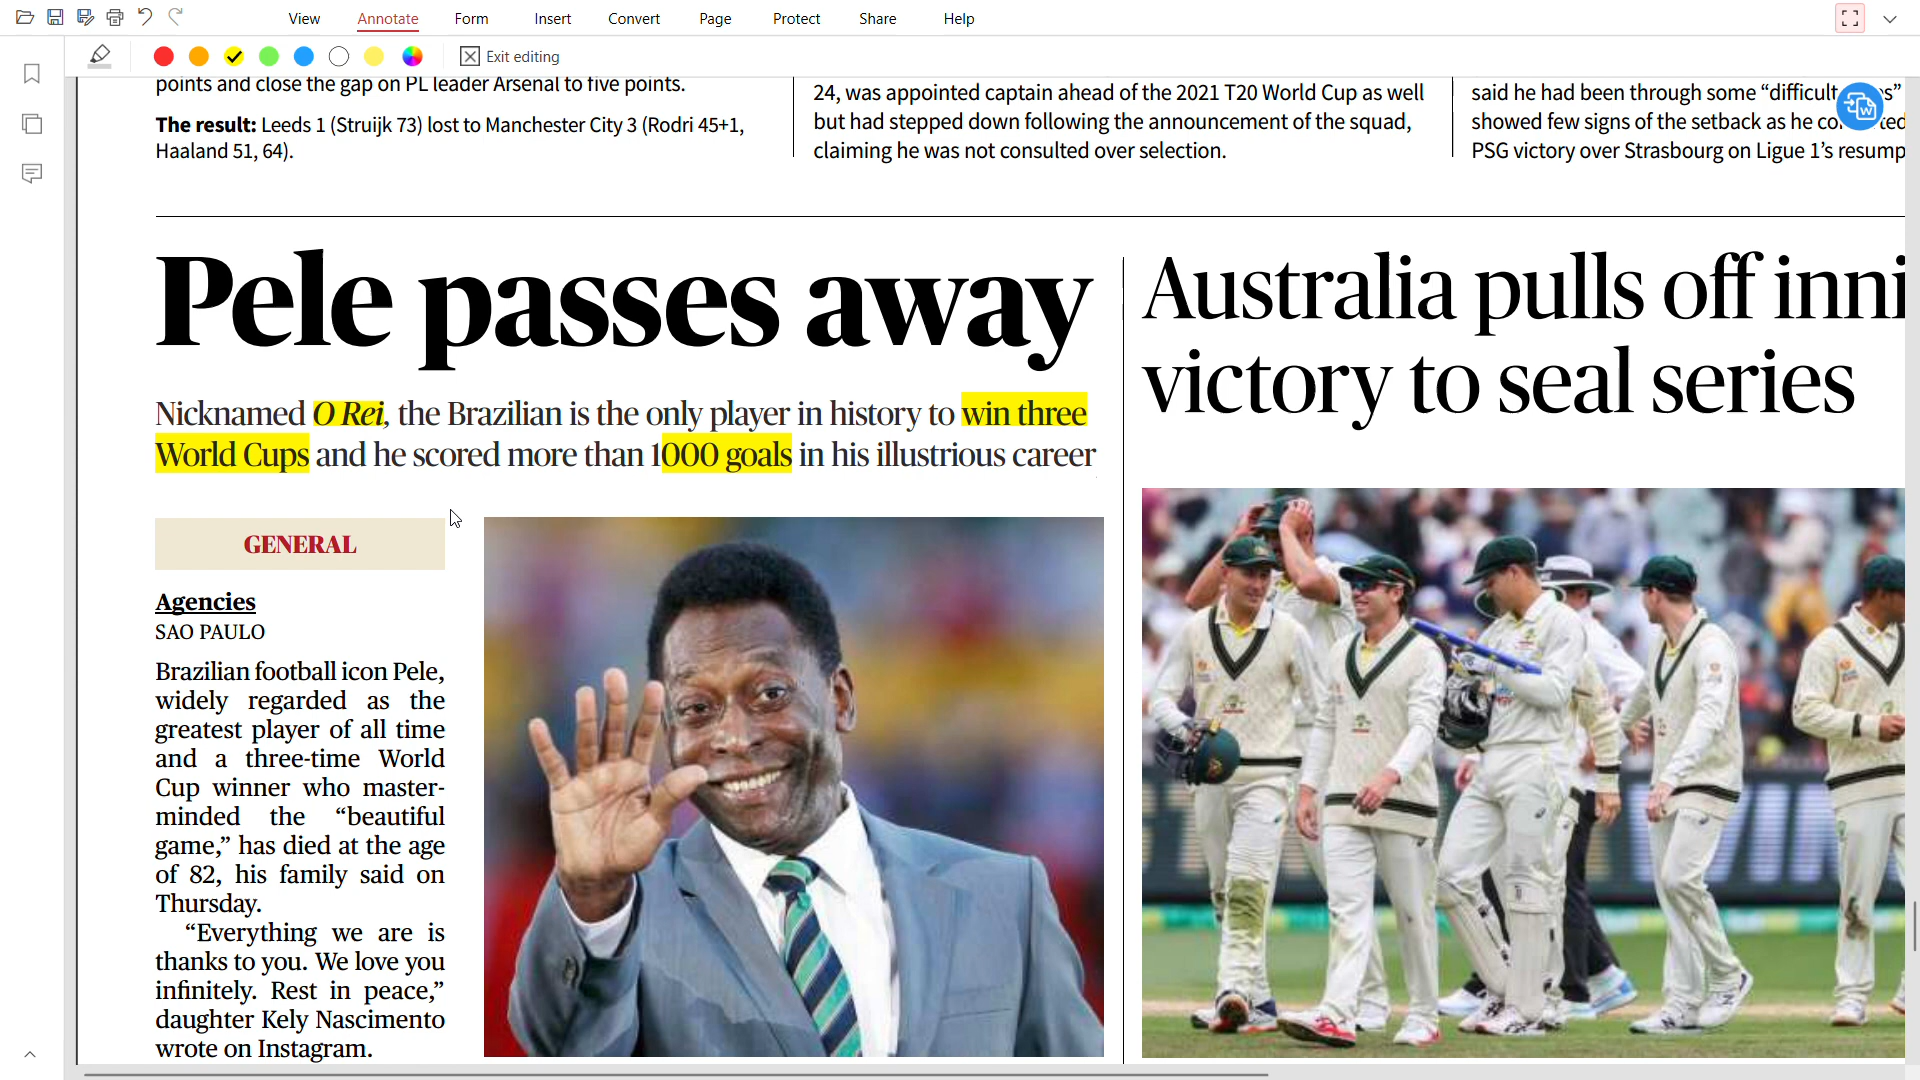 View Annotate Form Insert Convert Page Protect Share Help
Exit editing
points and close the gap on PL leader Arsenal to five points.
The result: Leeds 1 (Struijk 73) lost to Manchester City 3 (Rodri 45+1,
Haaland 51, 64).
24, was appointed captain ahead of the 2021 T20 World Cup as well
but had stepped down following the announcement of the squad,
claiming he was not consulted over selection.
said he had been through some “difficult
showed few signs of the setback as he
PSG victory over Strasbourg on Ligue 1’s resump
Pele passes away
Nicknamed O Rei, the Brazilian is the only player in history to win three
World Cups and he scored more than 1000 goals in his illustrious career
GENERAL
Agencies
SAO PAULO
Brazilian football icon Pele,
widely regarded as the
greatest player of all time
and a three-time World
Cup winner who master-
minded the “beautiful
game,” has died at the age
of 82, his family said on
Thursday.
“Everything we are is
thanks to you. We love you
infinitely. Rest in peace,”
daughter Kely Nascimento
wrote on Instagram.
Australia pulls off inni
victory to seal series